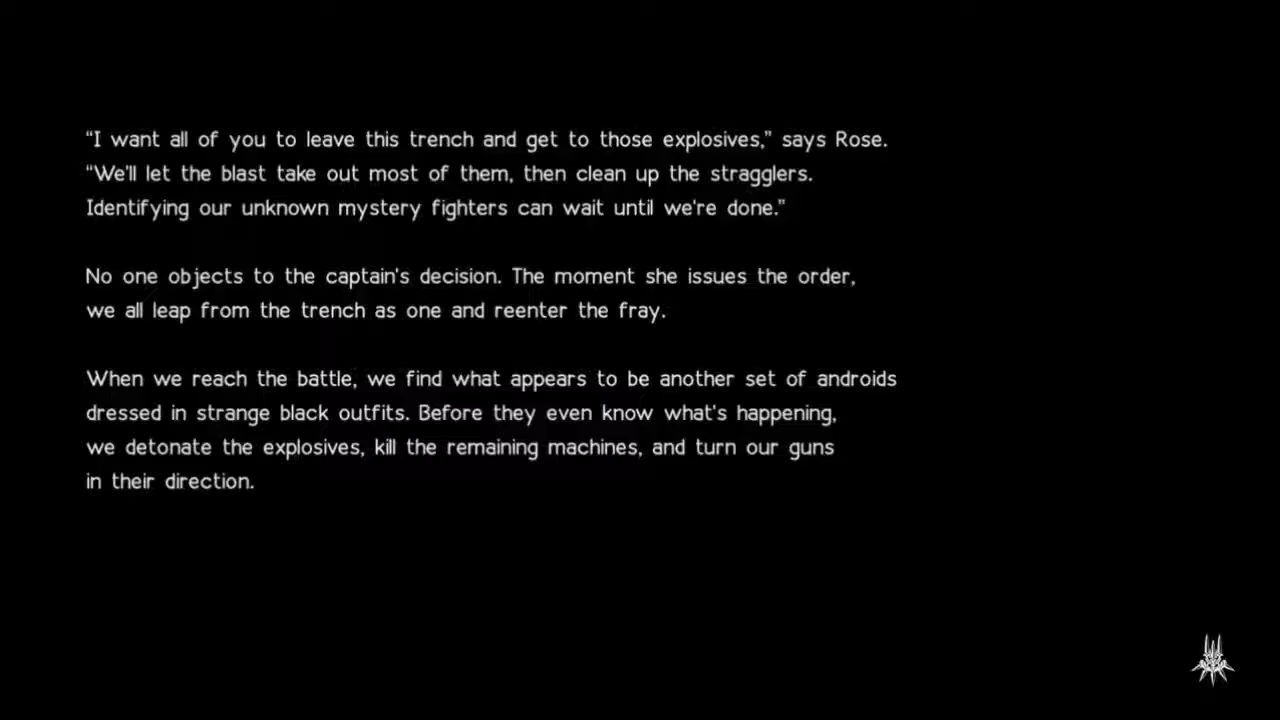 “I want all of you to leave this trench and get to those explosives,” says Rose.
“We'll let the blast take out most of them, then clean up the stragglers.
Identifying our unknown mystery fighters can wait until we're done.”
No one objects to the captain's decision. The moment she issues the order,
we all leap from the trench as one and reenter the fray.
When we reach the battle, we find what appears to be another set of androids
dressed in strange black outfits. Before they even know what's happening,
we detonate the explosives, kill the remaining machines, and turn our guns
in their direction.